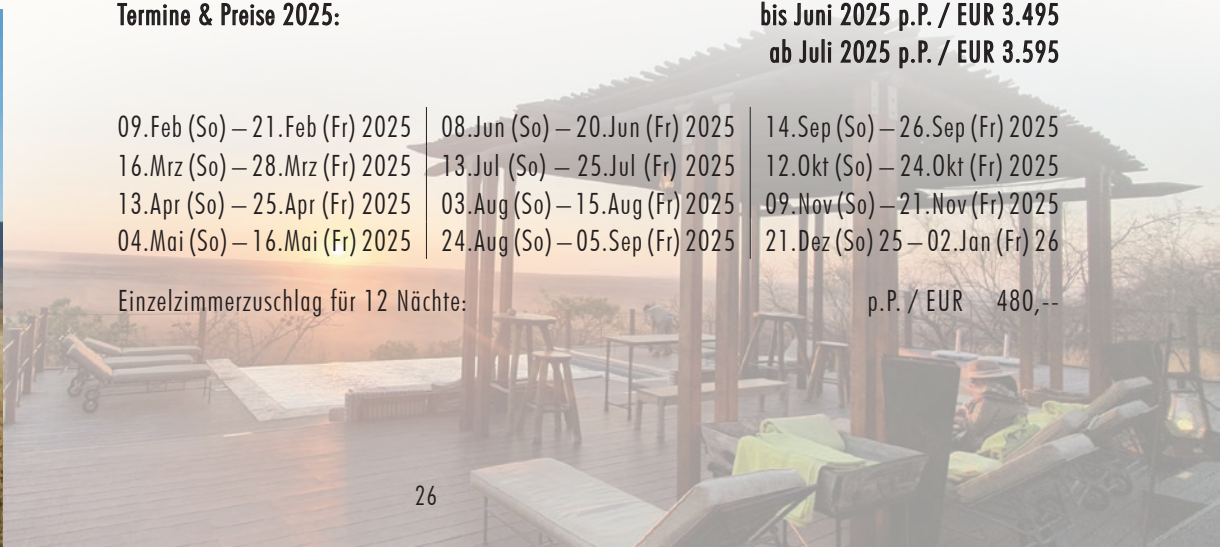 Termine & Preise 2025: bis Juni 2025 p.P. / EUR 3.495
ab Juli 2025 p.P. / EUR 3.595
09.Feb (So) – 21.Feb (Fr) 2025
16.Mrz (So) – 28.Mrz (Fr) 2025
13.Apr (So) – 25.Apr (Fr) 2025
04.Mai (So) – 16.Mai (Fr) 2025
08.Jun (So) – 20.Jun (Fr) 2025
13.Jul (So) – 25.Jul (Fr) 2025
03.Aug (So) – 15.Aug (Fr) 2025
24.Aug (So) – 05.Sep (Fr) 2025
14.Sep (So) – 26.Sep (Fr) 2025
12.Okt (So) – 24.Okt (Fr) 2025
09.Nov (So) – 21.Nov (Fr) 2025
21.Dez (So) 25 – 02.Jan (Fr) 26
Einzelzimmerzuschlag für 12 Nächte: p.P. / EUR 480,--
26